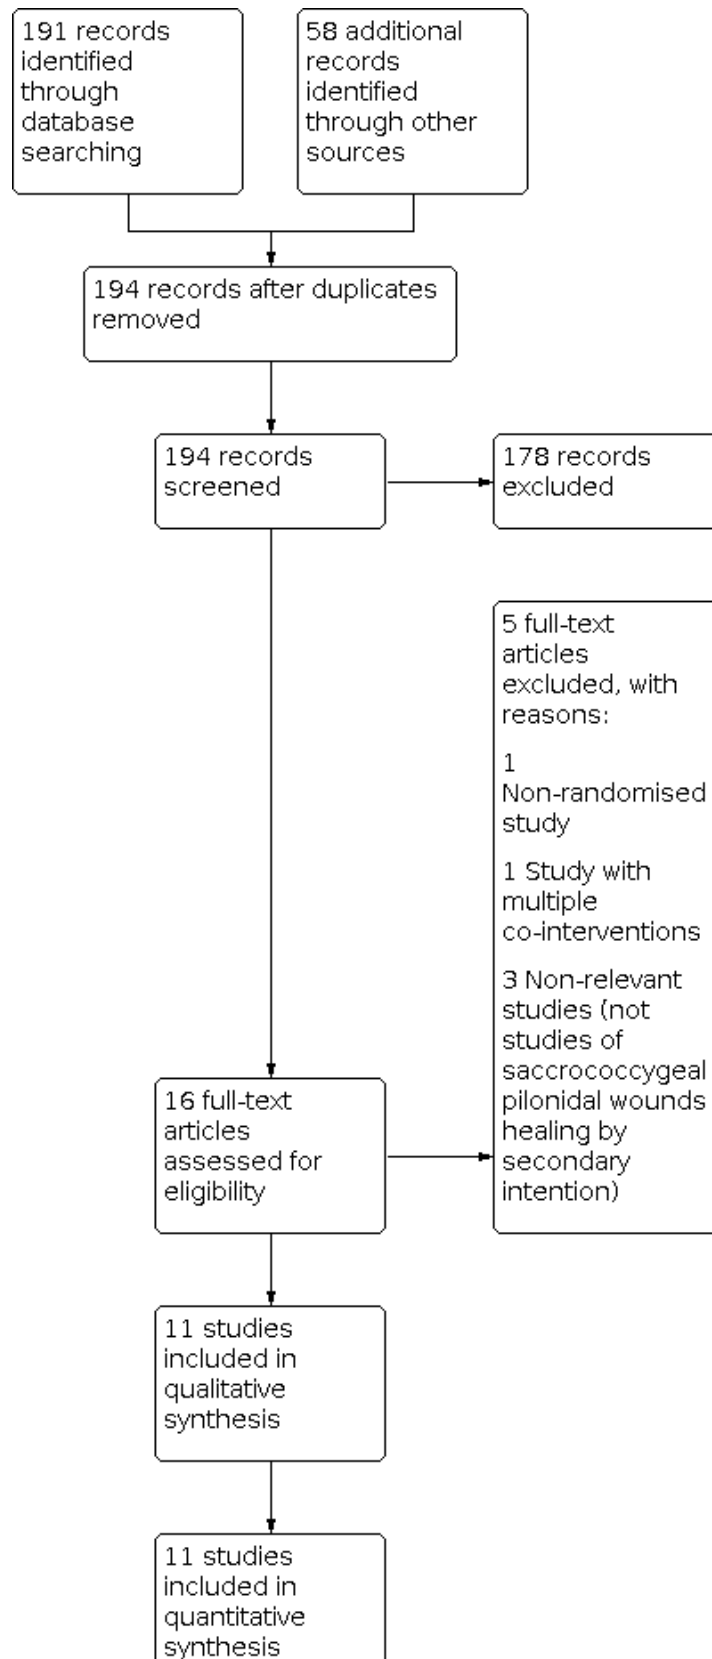 191 records
identified
through
database
searching
58 additional
records
identified
through other
sources
194 records after duplicates
removed
194 records
screened
178 records
excluded
5 full-text
articles
excluded, with
reasons:
1
Non-randomised
study
1 Study with
multiple
co-interventions
3 Non-relevant
studies (not
studies of
saccrococcygeal
pilonidal wounds
healing by
secondary
intention)
16 full-text
articles
assessed for
eligibility
11 studies
included in
qualitative
synthesis
11 studies
included in
quantitative
synthesis